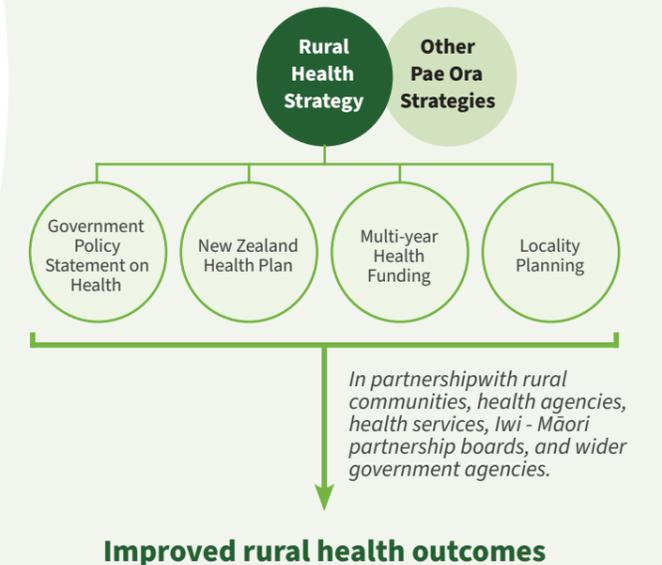 Rural
Health
Strategy
Other
Pae Ora
Strategies
Government
Policy
Statement on
Health
New Zealand
Health Plan
Multi-year
Health
Funding
Locality
Planning
In partnershipwith rural
communities, health agencies,
health services, Iwi - Māori
partnership boards, and wider
government agencies.
Improved rural health outcomes